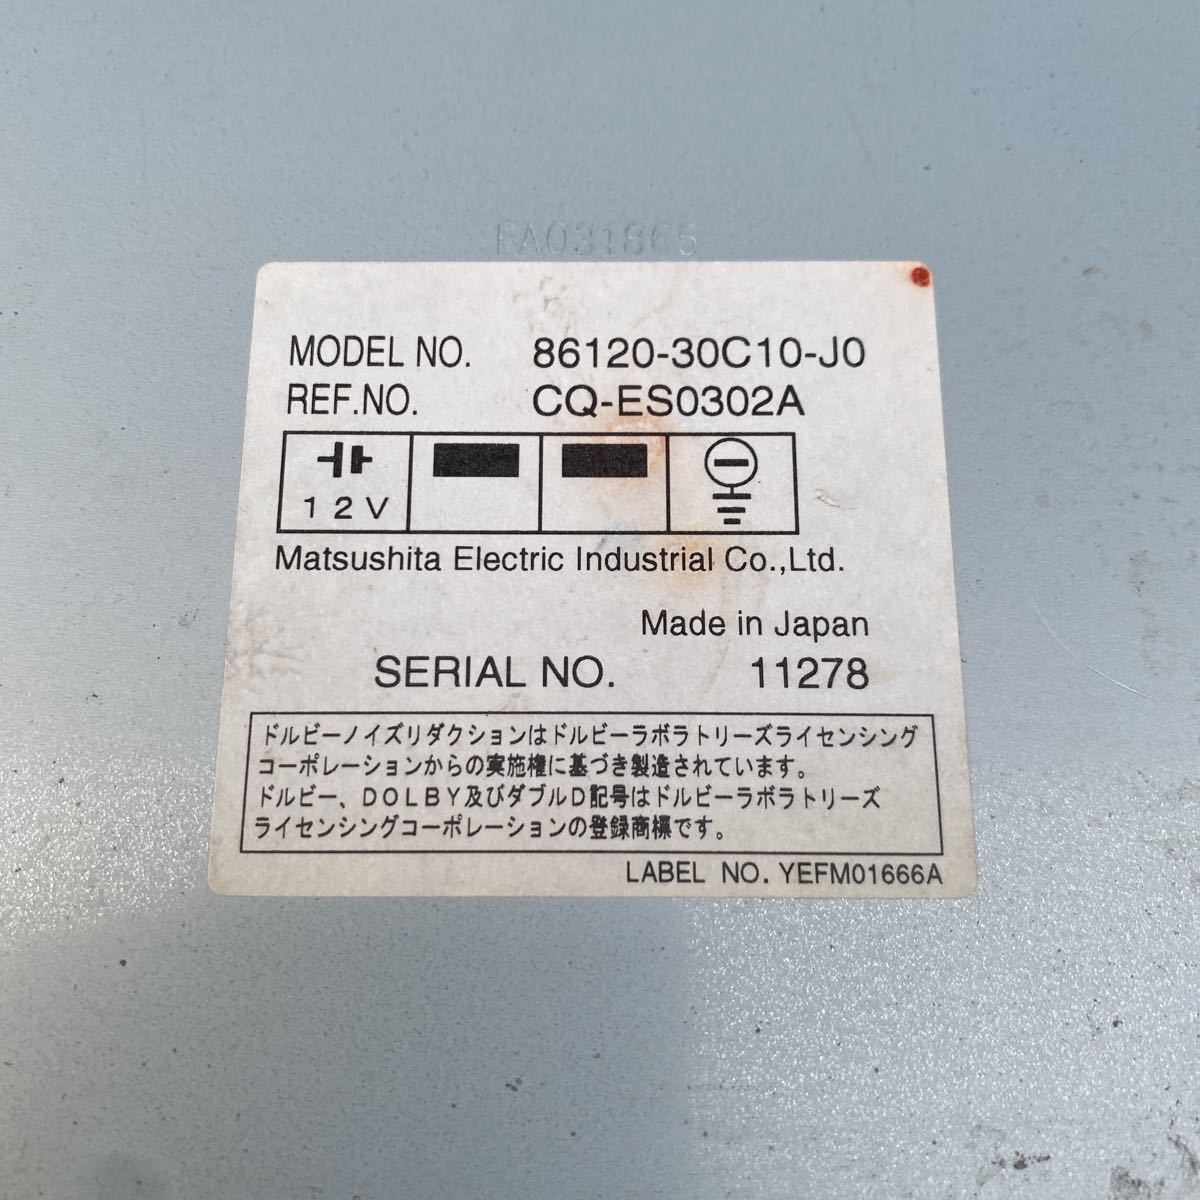 FA031865
MODEL NO. 86120-30C10-J0
REF.NO. CQ-ES0302A
12V
Matsushita Electric Industrial Co.,Ltd.
Made in Japan
SERIAL NO. 11278
ドルビーノイズリダクションはドルビーラボラトリーズライセンシング
コーポレーションからの実施権に基づき製造されています。
ドルビー、DOLBY及びダブルD記号はドルビーラボラトリーズ
ライセンシングコーポレーションの登録商標です。
LABEL NO. YEFM01666A